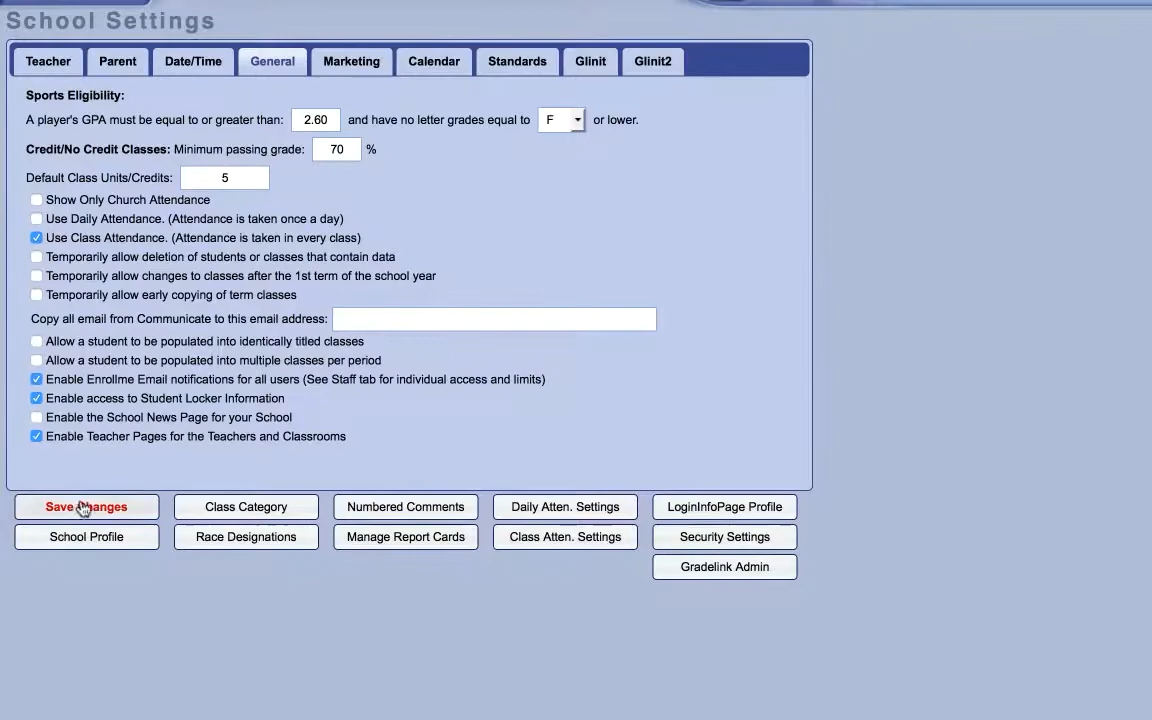 School Settings
Teacher Parent Date/Time General Marketing Calendar Standards Glinit Glinit2
Sports Eligibility:
A player's GPA must be equal to or greater than: 2.60 and have no letter grades equal to F or lower.
Credit/No Credit Classes: Minimum passing grade: 70 %
Default Class Units/Credits: 5
Show Only Church Attendance
Use Daily Attendance. (Attendance is taken once a day)
Use Class Attendance. (Attendance is taken in every class)
Temporarily allow deletion of students or classes that contain data
Temporarily allow changes to classes after the 1st term of the school year
Temporarily allow early copying of term classes
Copy all email from Communicate to this email address:
Allow a student to be populated into identically titled classes
Allow a student to be populated into multiple classes per period
Enable Enrollme Email notifications for all users (See Staff tab for individual access and limits)
Enable access to Student Locker Information
Enable the School News Page for your School
Enable Teacher Pages for the Teachers and Classrooms
Save Changes Class Category Numbered Comments Daily Atten. Settings LoginInfoPage Profile
School Profile Race Designations Manage Report Cards Class Atten. Settings Security Settings
Gradelink Admin